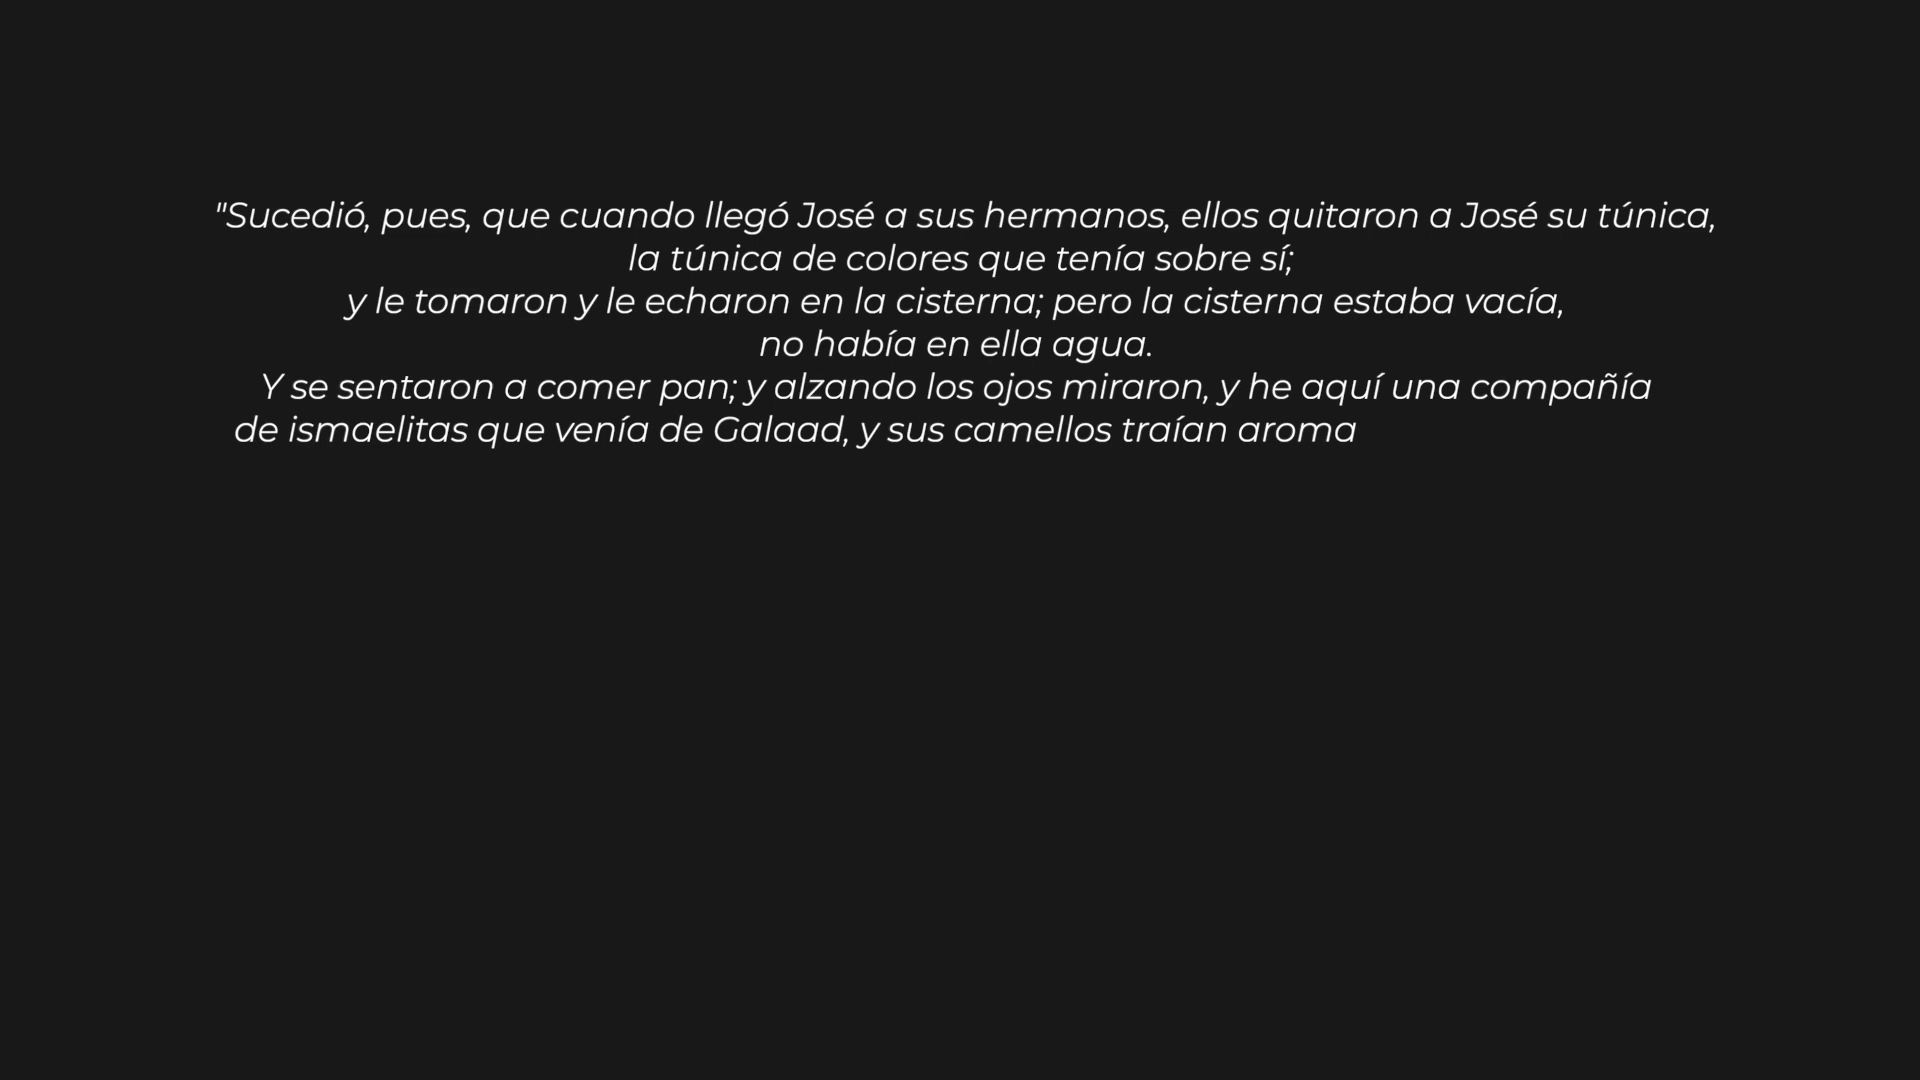 "Sucedió, pues, que cuando llegó José a sus hermanos, ellos quitaron a José su túnica,
la túnica de colores que tenía sobre sí;
y le tomaron y le echaron en la cisterna; pero la cisterna estaba vacía,
no había en ella agua.
Y se sentaron a comer pan; y alzando los ojos miraron, y he aquí una compañía
de ismaelitas que venía de Galaad, y sus camellos traían aroma